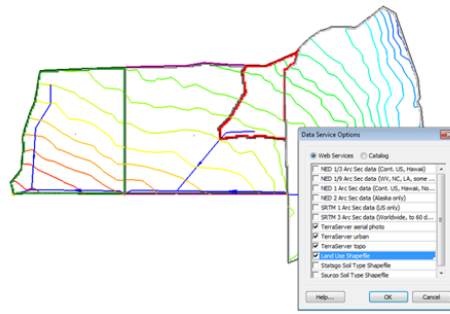 Data Service Options
Web Services Catalog
NED 1/3 Arc Sec data (Cont. US, Hawaii)
NED 1/9 Arc Sec data (WV, NC, LA, some ...
NED 1 Arc Sec data (Cont. US, Hawaii, No...
NED 2 Arc Sec data (Alaska only)
SRTM 1 Arc Sec data (US only)
SRTM 3 Arc Sec data (Worldwide, to 60 d...
TerraServer aerial photo
TerraServer urban
TerraServer topo
Land Use Shapefile
Statsgo Soil Type Shapefile
Ssurgo Soil Type Shapefile
Help... OK Cancel